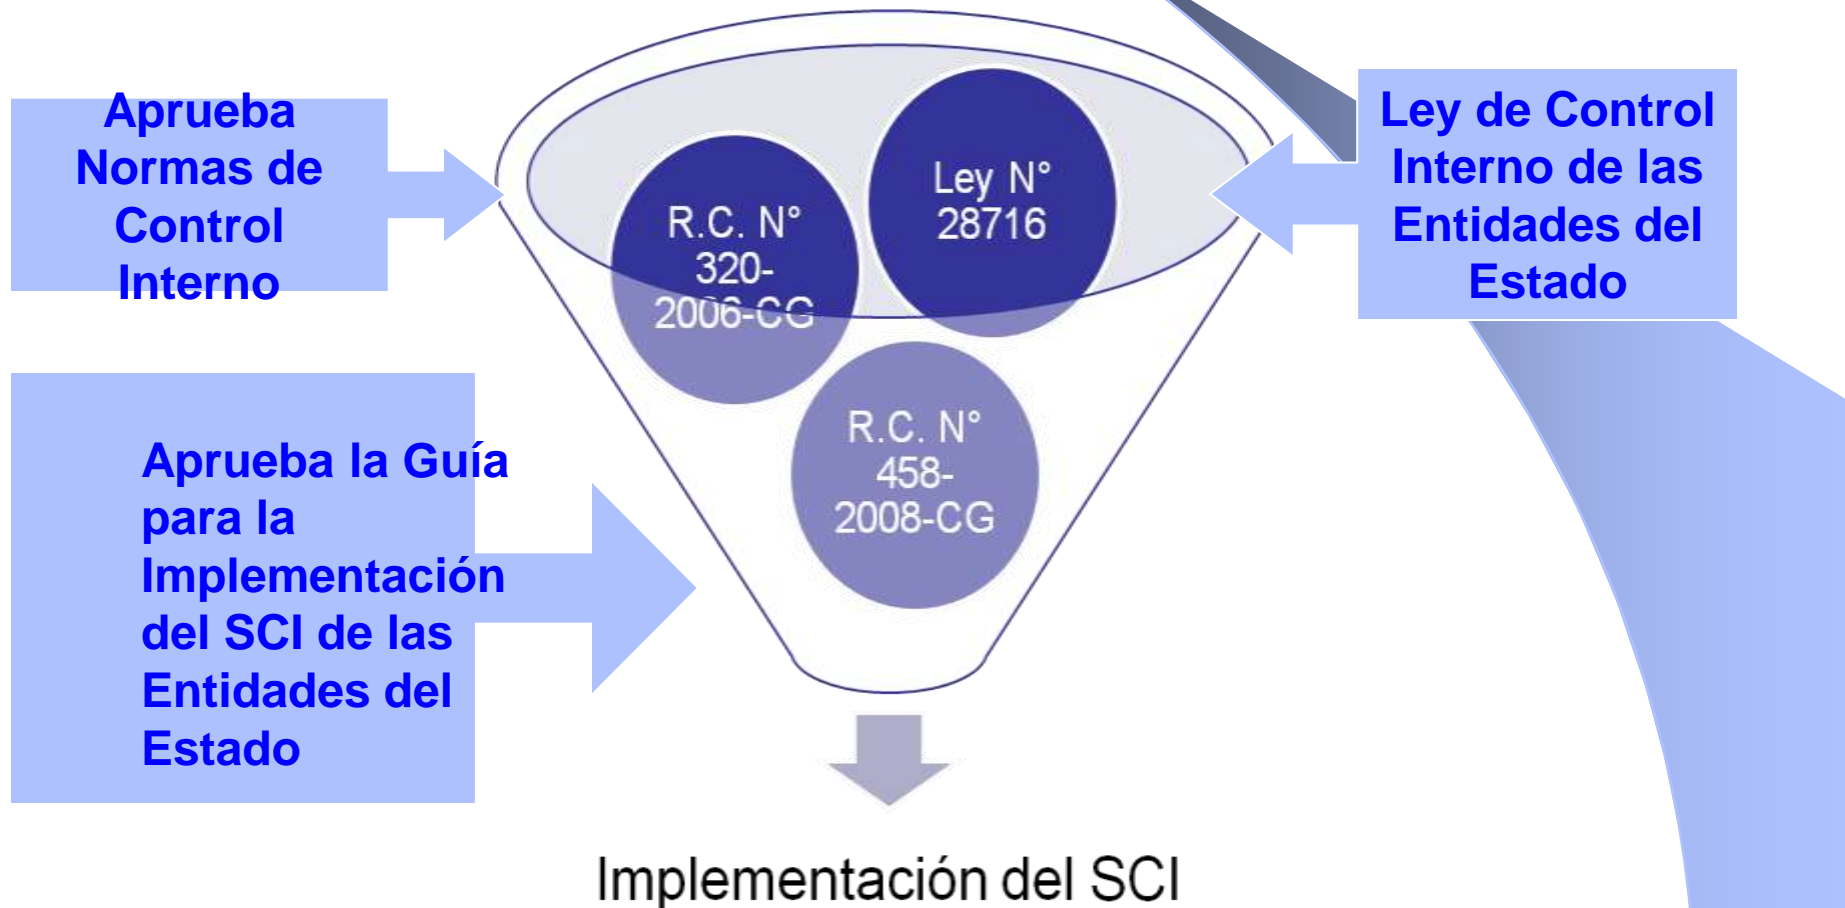 Aprueba
Normas de
Control
Interno
R.C. N°
320-
2006-CG
Ley N°
28716
Ley de Control
Interno de las
Entidades del
Estado
Aprueba la Guía
para la
Implementación
del SCI de las
Entidades del
Estado
R.C. N°
458-
2008-CG
Implementación del SCI